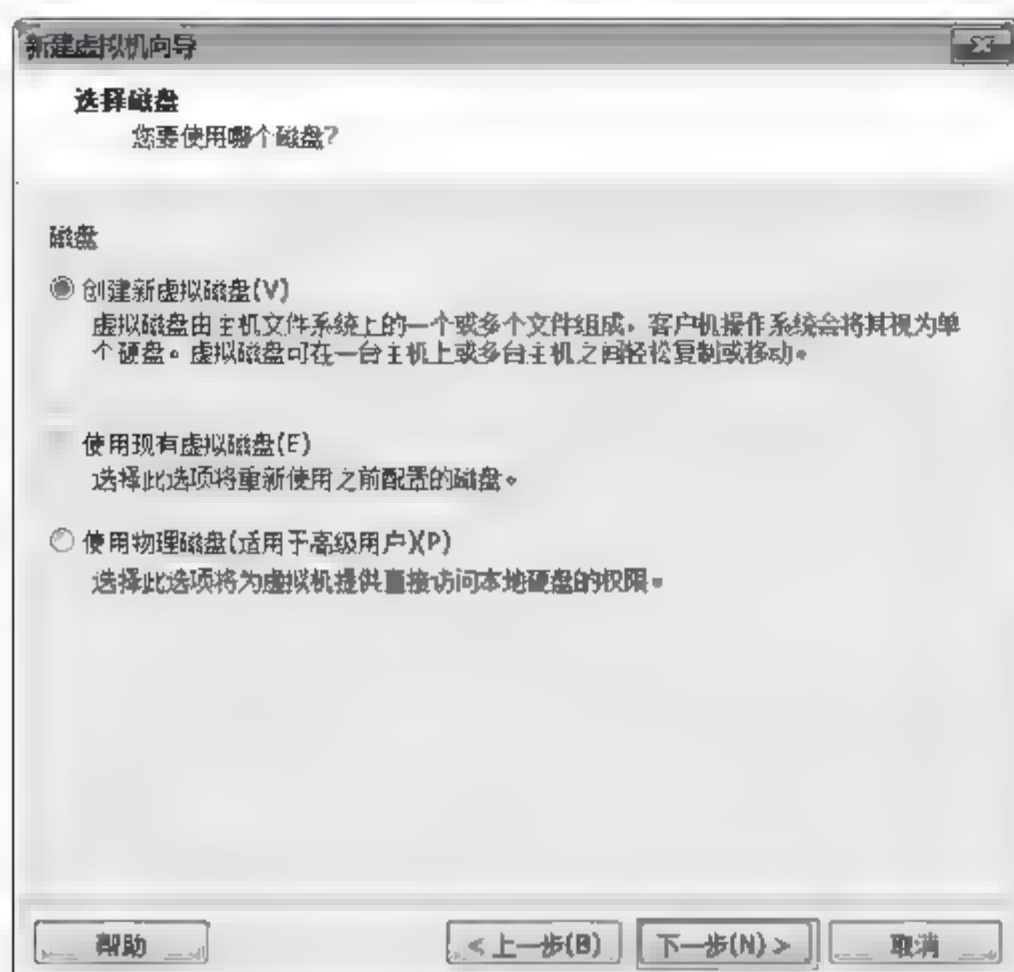 新建虚拟机向导
选择磁盘
您要使用哪个磁盘?
磁盘
创建新虚拟磁盘(V)
虚拟磁盘由主机文件系统上的一个或多个文件组成。客户机操作系统会将其视为单
个硬盘。虚拟磁盘可在一台主机上或多台主机之间轻松复制或移动。
使用现有虚拟磁盘(E)
选择此选项将重新使用之前配置的磁盘。
使用物理磁盘(适用于高级用户)(P)
选择此选项将为虚拟机提供直接访问本地硬盘的权限。
帮助
< 上一步(B)
下一步(N) >
取消